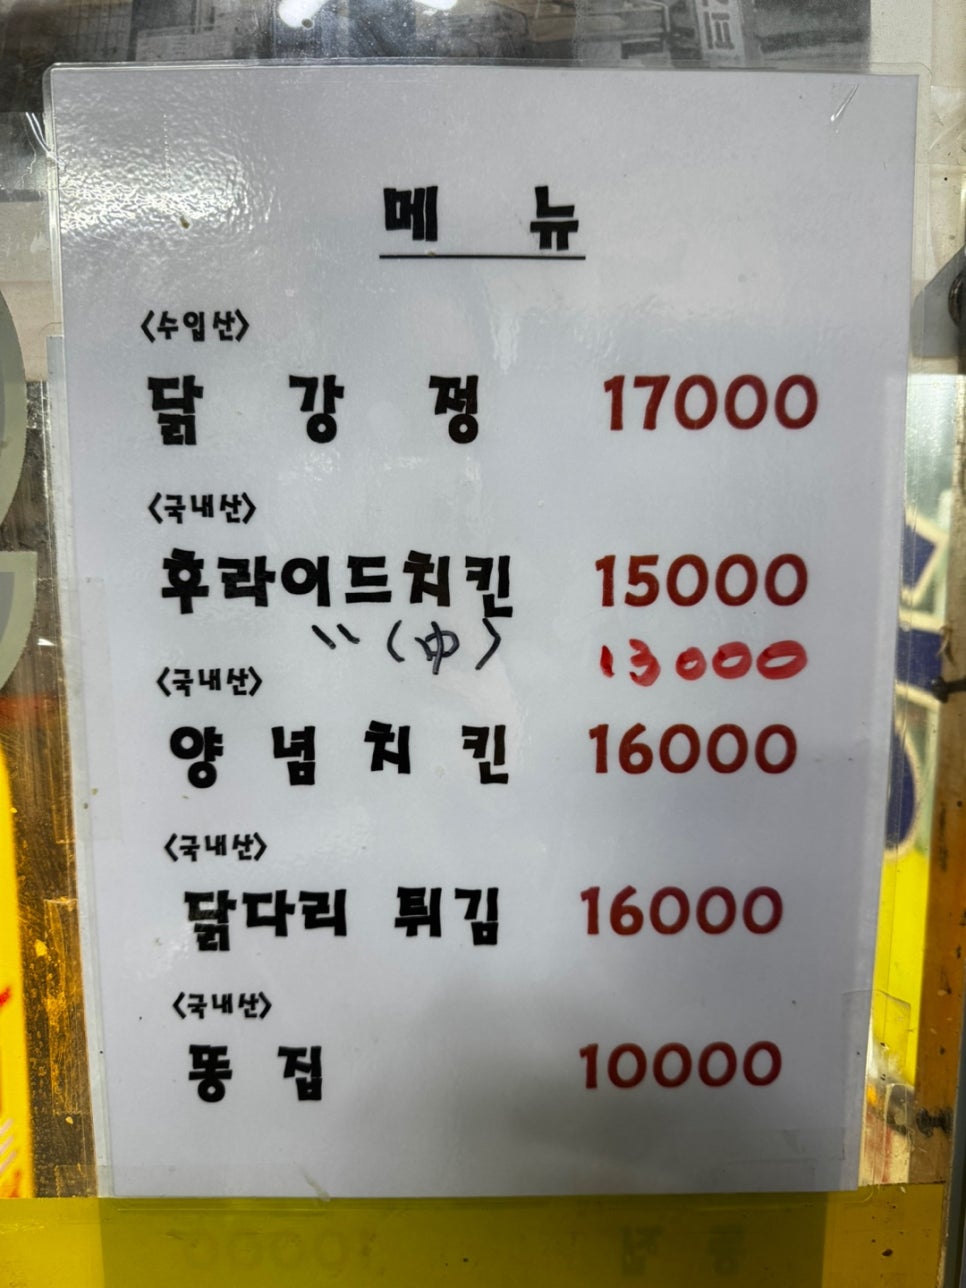 메 뉴
<수입산>
닭 강 정 17000
<국내산>
후라이드치킨 15000
〃 (中) 13000
<국내산>
양 념 치 킨 16000
<국내산>
닭다리 튀김 16000
<국내산>
똥 집 10000